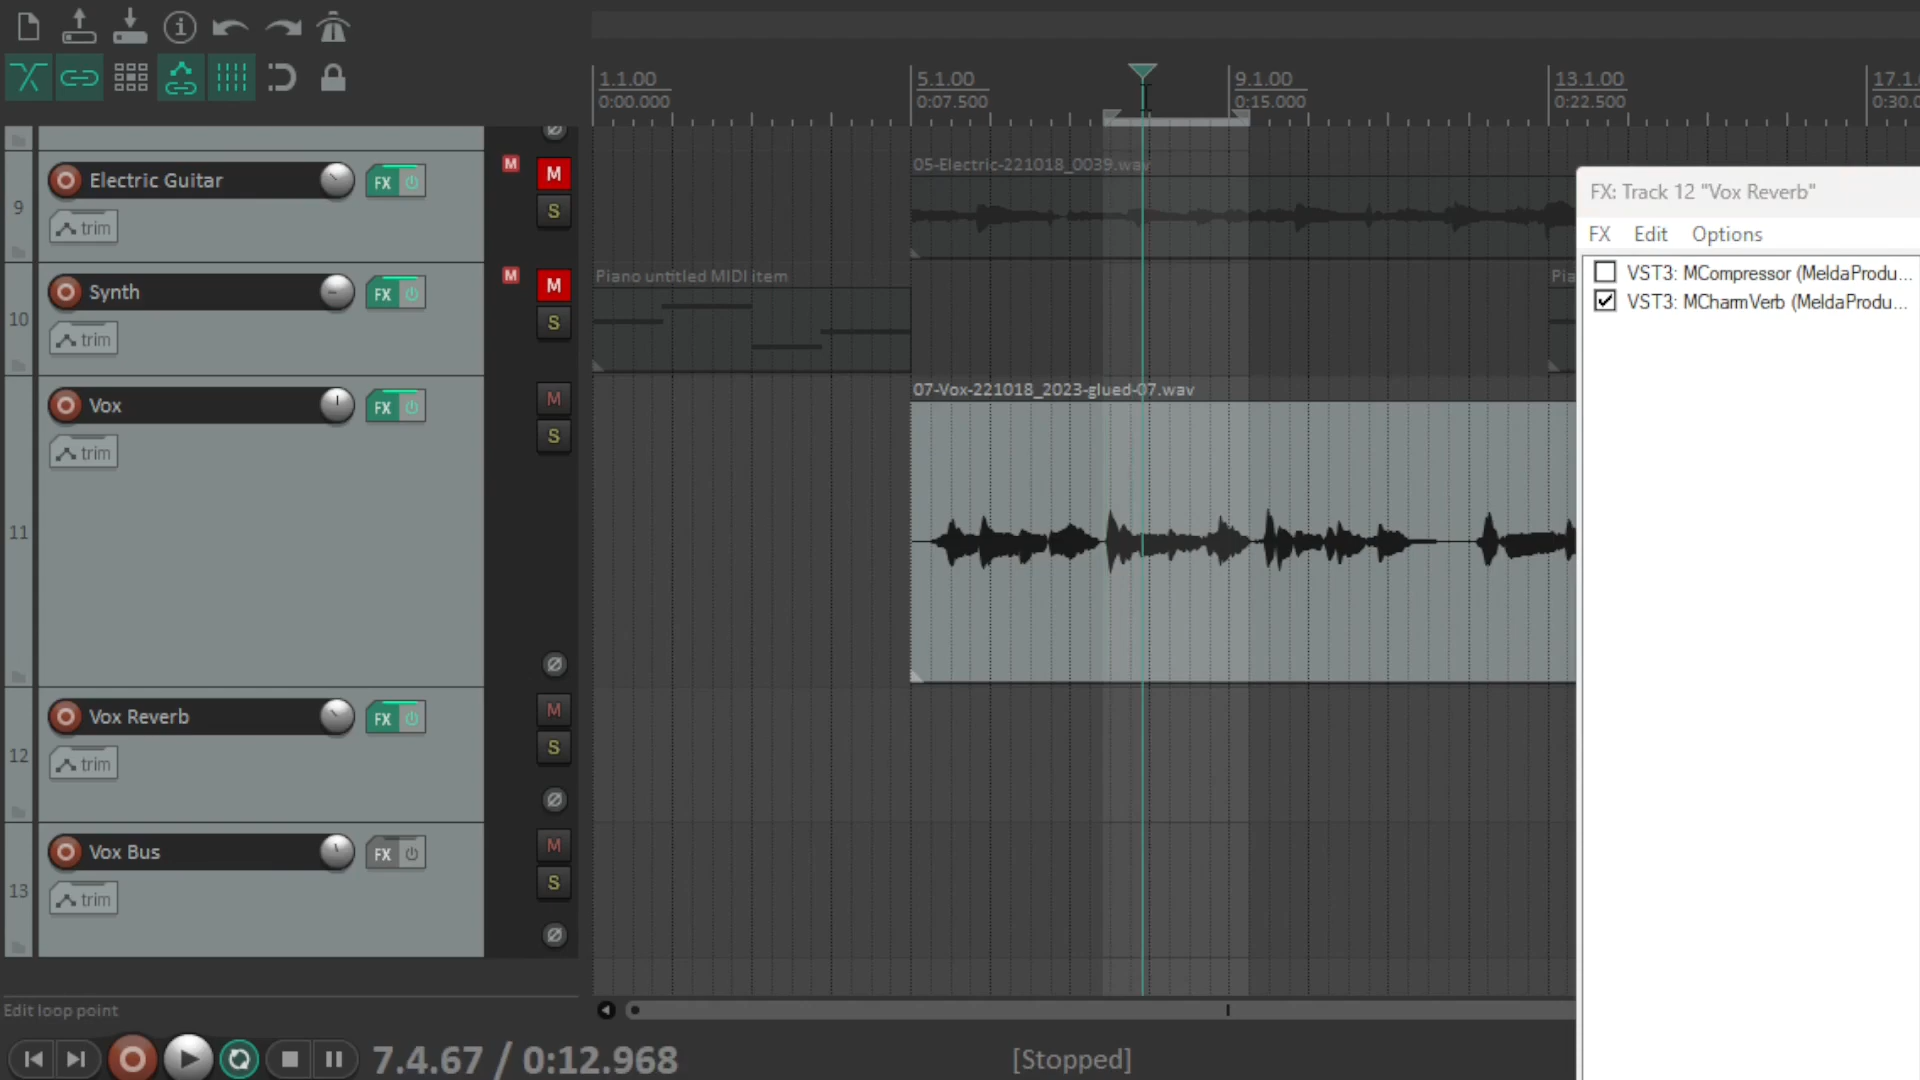 1.1.00
0:00.000
5.1.00
0:07.500
9.1.00
0:15.000
13.1.00
0:22.500
17.1.
0:30.
9
Electric Guitar
FX
trim
M
M
S
05-Electric-221018_0039.wav
10
Synth
FX
trim
M
M
S
Piano untitled MIDI item
Pia
11
Vox
FX
trim
M
S
07-Vox-221018_2023-glued-07.wav
12
Vox Reverb
FX
trim
M
S
13
Vox Bus
FX
trim
M
S
FX: Track 12 "Vox Reverb"
FX Edit Options
VST3: MCompressor (MeldaProdu...
VST3: MCharmVerb (MeldaProdu...
Edit loop point
7.4.67 / 0:12.968
[Stopped]